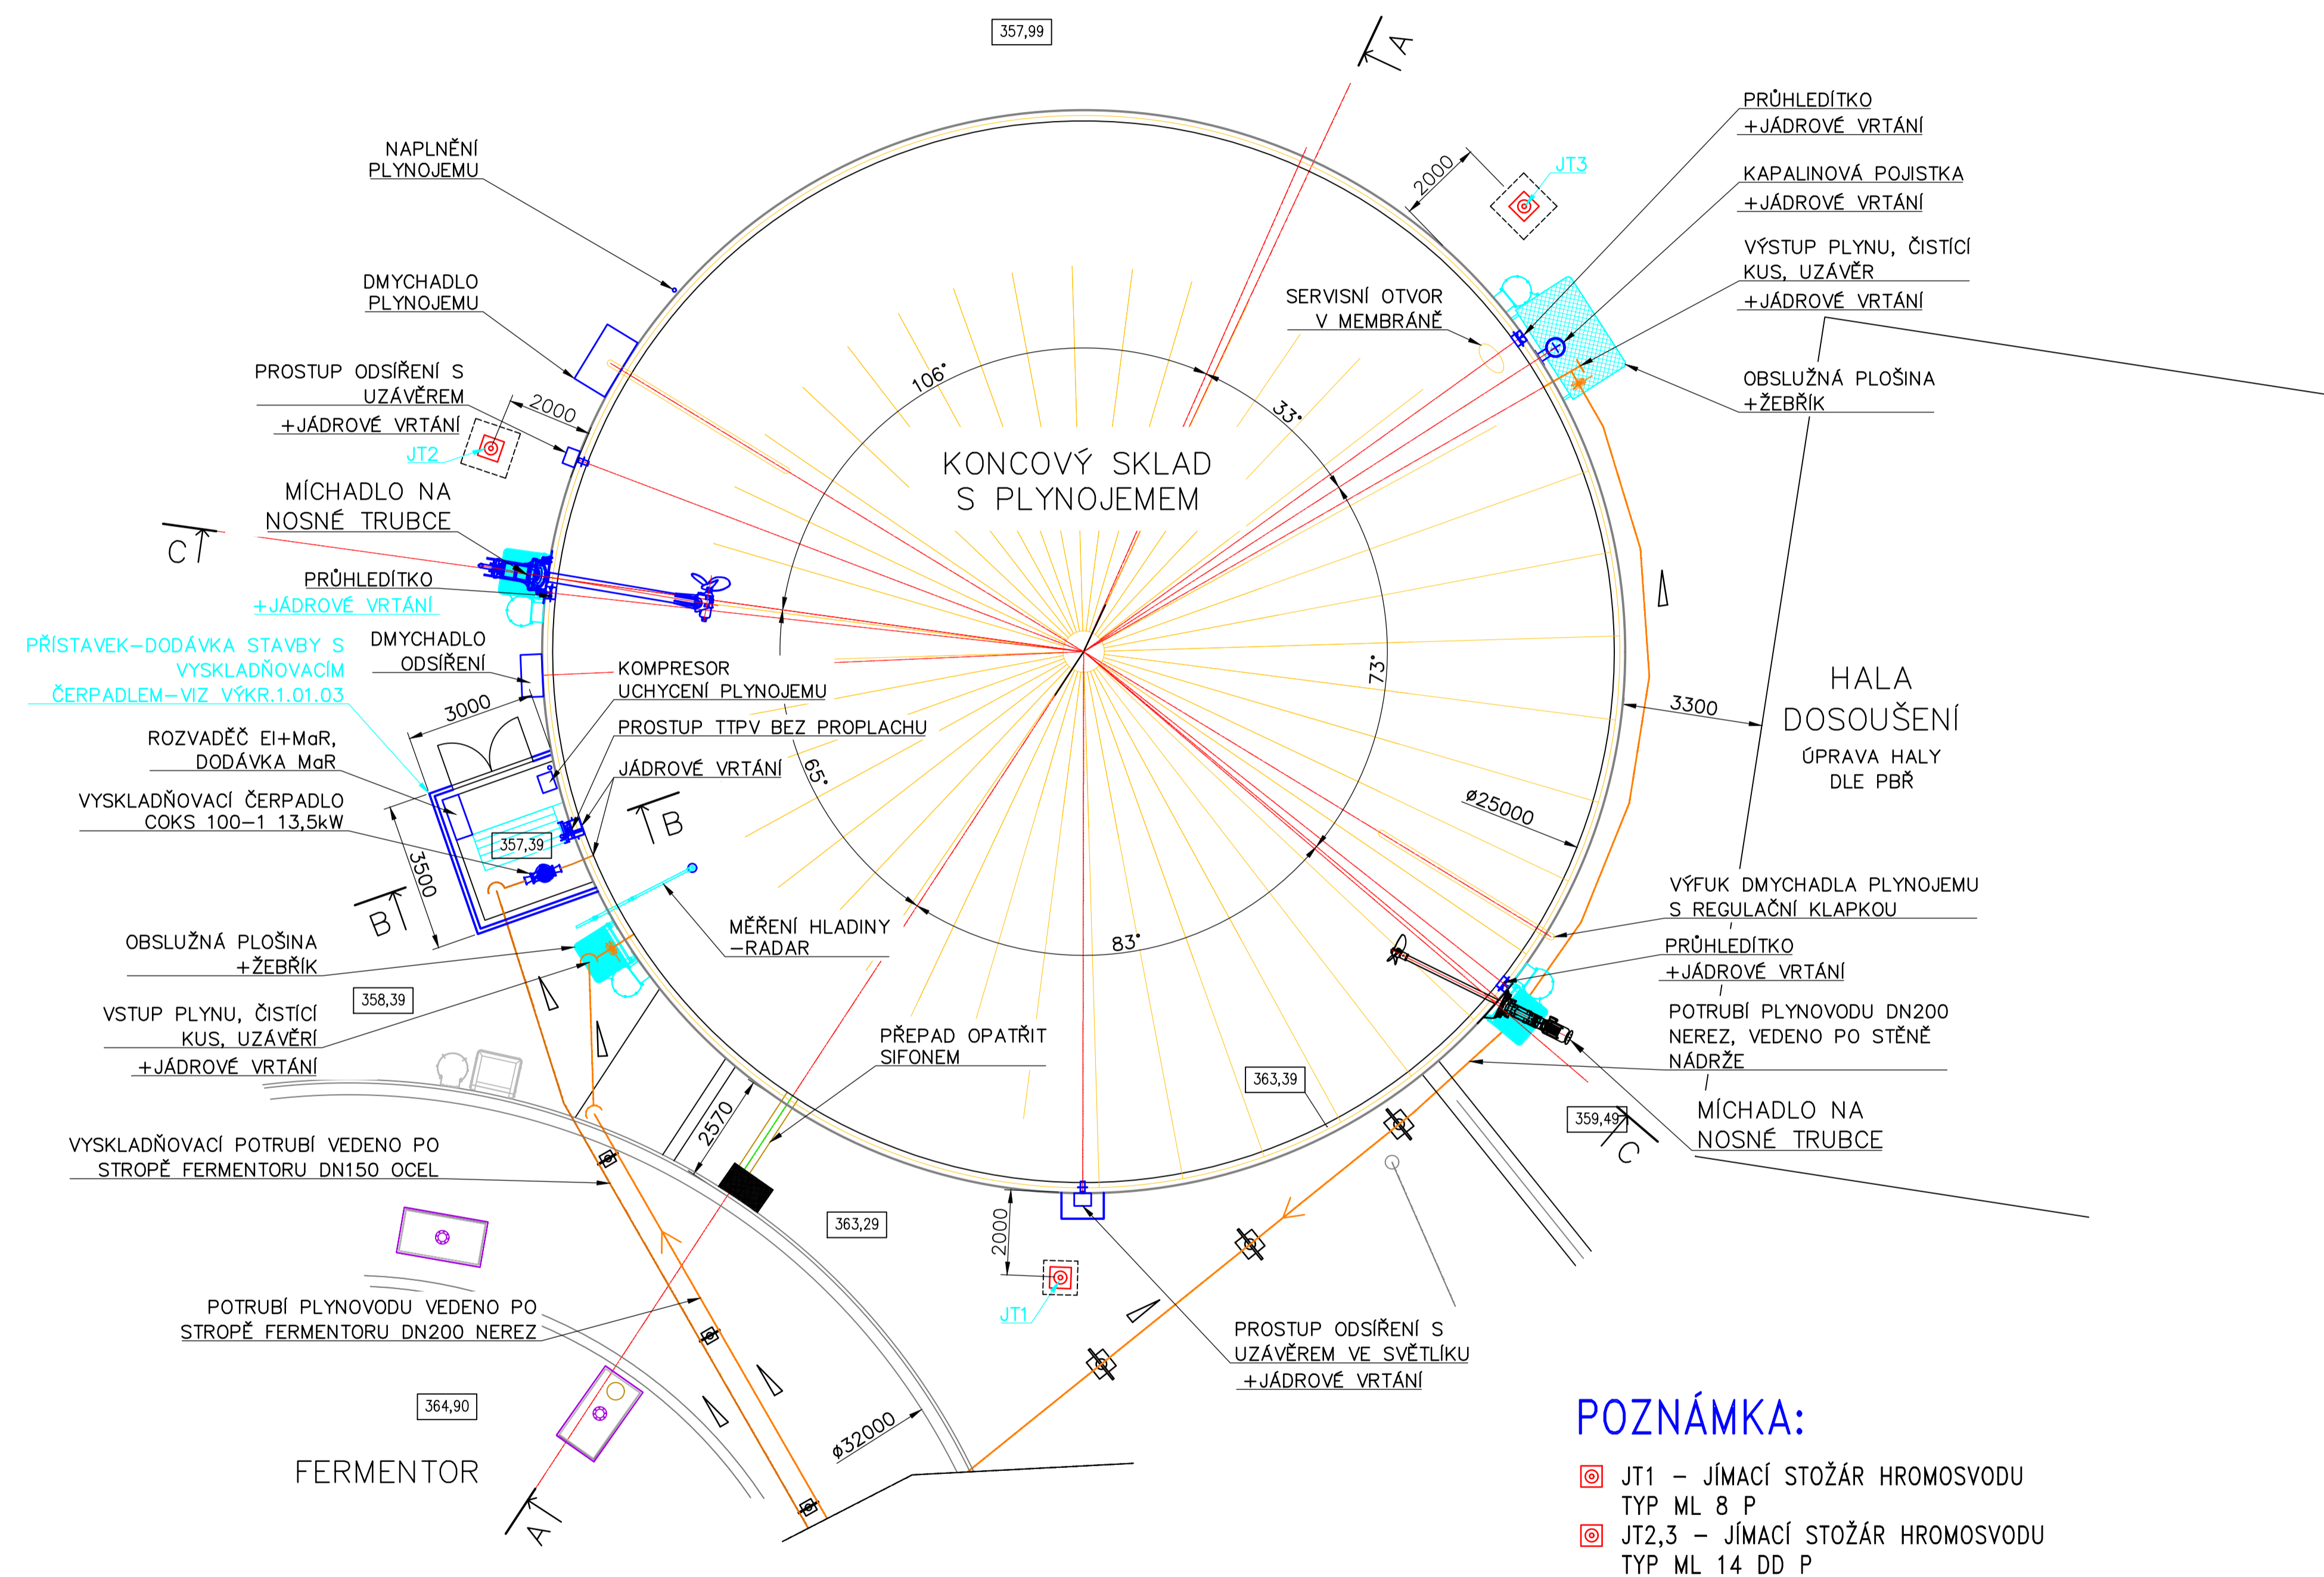 357,99
A
PRŮHLEDÍTKO
+JÁDROVÉ VRTÁNÍ
NAPLNĚNÍ
PLYNOJEMU
2000
JT3
KAPALINOVÁ POJISTKA
+JÁDROVÉ VRTÁNÍ
VÝSTUP PLYNU, ČISTÍCÍ
KUS, UZÁVĚR
+JÁDROVÉ VRTÁNÍ
DMYCHADLO
PLYNOJEMU
SERVISNÍ OTVOR
V MEMBRÁNĚ
PROSTUP ODSÍŘENÍ S
UZÁVĚREM
+JÁDROVÉ VRTÁNÍ
2000
JT2
106°
33°
OBSLUŽNÁ PLOŠINA
+ŽEBŘÍK
KONCOVÝ SKLAD
S PLYNOJEMEM
MÍCHADLO NA
NOSNÉ TRUBCE
C
PRŮHLEDÍTKO
+JÁDROVÉ VRTÁNÍ
PŘÍSTAVEK-DODÁVKA STAVBY S
VYSKLADŇOVACÍM
ČERPADLEM-VIZ VÝKR.1.01.03
DMYCHADLO
ODSÍŘENÍ
KOMPRESOR
UCHYCENÍ PLYNOJEMU
73°
3300
HALA
DOSOUŠENÍ
ÚPRAVA HALY
DLE PBŘ
3000
PROSTUP TTPV BEZ PROPLACHU
ROZVADĚČ El+MaR,
DODÁVKA MaR
JÁDROVÉ VRTÁNÍ
65°
VYSKLADŇOVACÍ ČERPADLO
COKS 100-1 13,5kW
B
357,39
ø25000
3500
B
VÝFUK DMYCHADLA PLYNOJEMU
S REGULAČNÍ KLAPKOU
MĚŘENÍ HLADINY
-RADAR
83°
OBSLUŽNÁ PLOŠINA
+ŽEBŘÍK
PRŮHLEDÍTKO
+JÁDROVÉ VRTÁNÍ
358,39
VSTUP PLYNU, ČISTÍCÍ
KUS, UZÁVĚRÍ
+JÁDROVÉ VRTÁNÍ
POTRUBÍ PLYNOVODU DN200
NEREZ, VEDENO PO STĚNĚ
NÁDRŽE
PŘEPAD OPATŘIT
SIFONEM
363,39
2570
359,49
C
MÍCHADLO NA
NOSNÉ TRUBCE
VYSKLADŇOVACÍ POTRUBÍ VEDENO PO
STROPĚ FERMENTORU DN150 OCEL
363,29
2000
JT1
POTRUBÍ PLYNOVODU VEDENO PO
STROPĚ FERMENTORU DN200 NEREZ
PROSTUP ODSÍŘENÍ S
UZÁVĚREM VE SVĚTLÍKU
+JÁDROVÉ VRTÁNÍ
364,90
ø32000
FERMENTOR
A
POZNÁMKA:
JT1 - JÍMACÍ STOŽÁR HROMOSVODU
TYP ML 8 P
JT2,3 - JÍMACÍ STOŽÁR HROMOSVODU
TYP ML 14 DD P